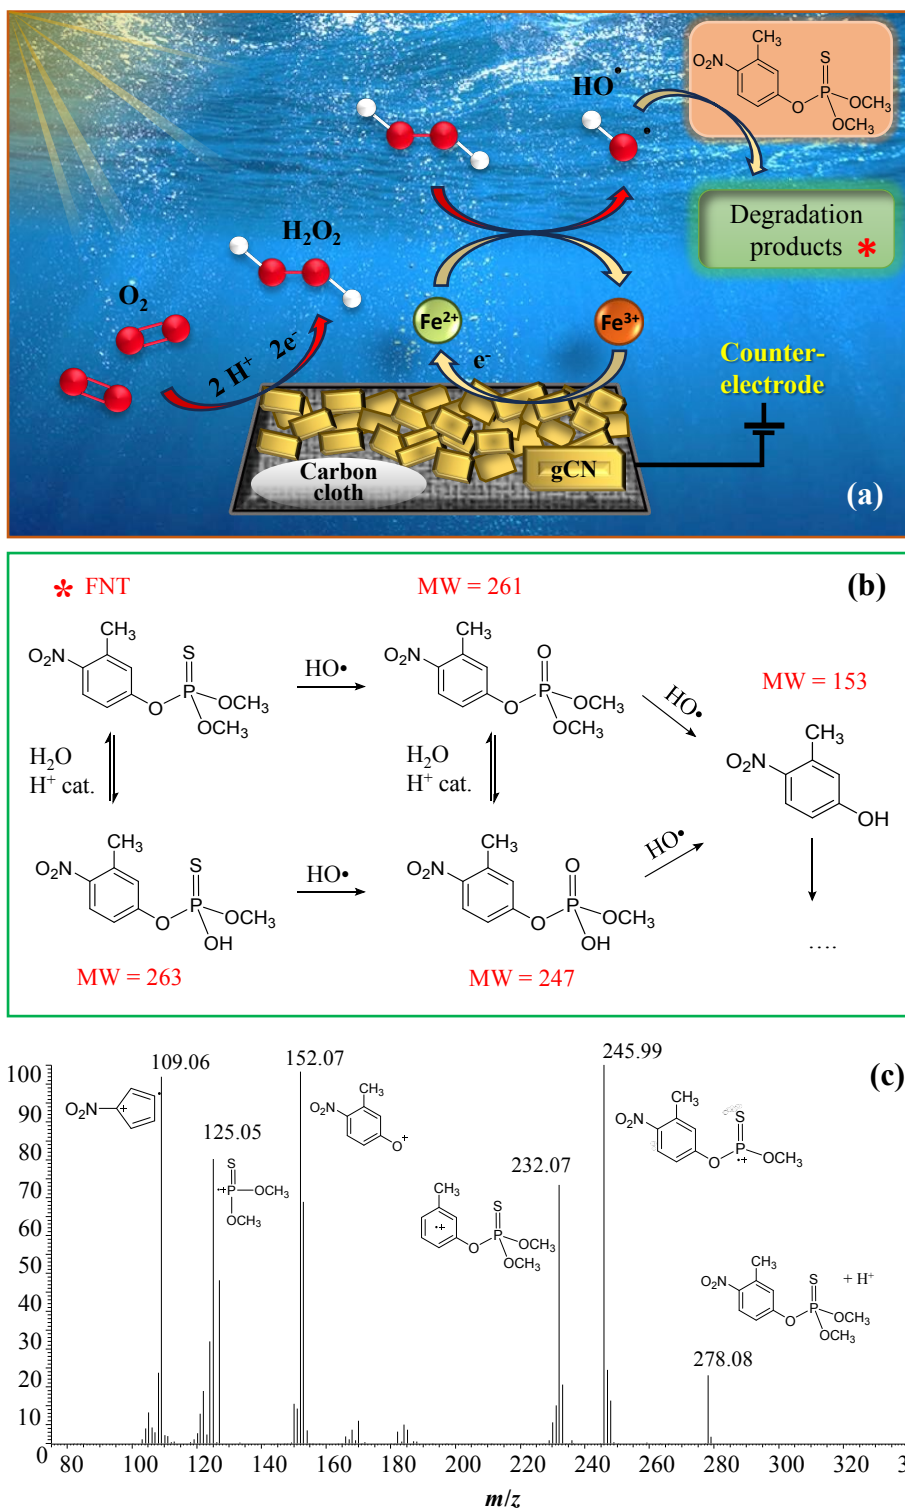 HO•
CH₃
O₂N
S
P
O
OCH₃
OCH₃
Degradation
products *
H₂O₂
O₂
2 H⁺ 2e⁻
Fe²⁺
Fe³⁺
e⁻
Counter-
electrode
Carbon
cloth
gCN
(a)
* FNT
MW = 261
(b)
CH₃
O₂N
S
O
P
OCH₃
OCH₃
HO•
CH₃
O₂N
O
O
P
OCH₃
OCH₃
HO•
MW = 153
CH₃
O₂N
OH
H₂O
H⁺ cat.
H₂O
H⁺ cat.
CH₃
O₂N
S
O
P
OCH₃
OH
HO•
CH₃
O₂N
O
O
P
OCH₃
OH
HO•
....
MW = 263
MW = 247
(c)
109.06
152.07
245.99
125.05
232.07
278.08
O₂N
+
•
S
•+
P
OCH₃
OCH₃
CH₃
O₂N
O⁺
CH₃
•+
S
O
P
OCH₃
OCH₃
CH₃
O₂N
S
O
P
•+
OCH₃
CH₃
O₂N
S
O
P
OCH₃
OCH₃
+ H⁺
100
90
80
70
60
50
40
30
20
10
0
80 100 120 140 160 180 200 220 240 260 280 300
m/z